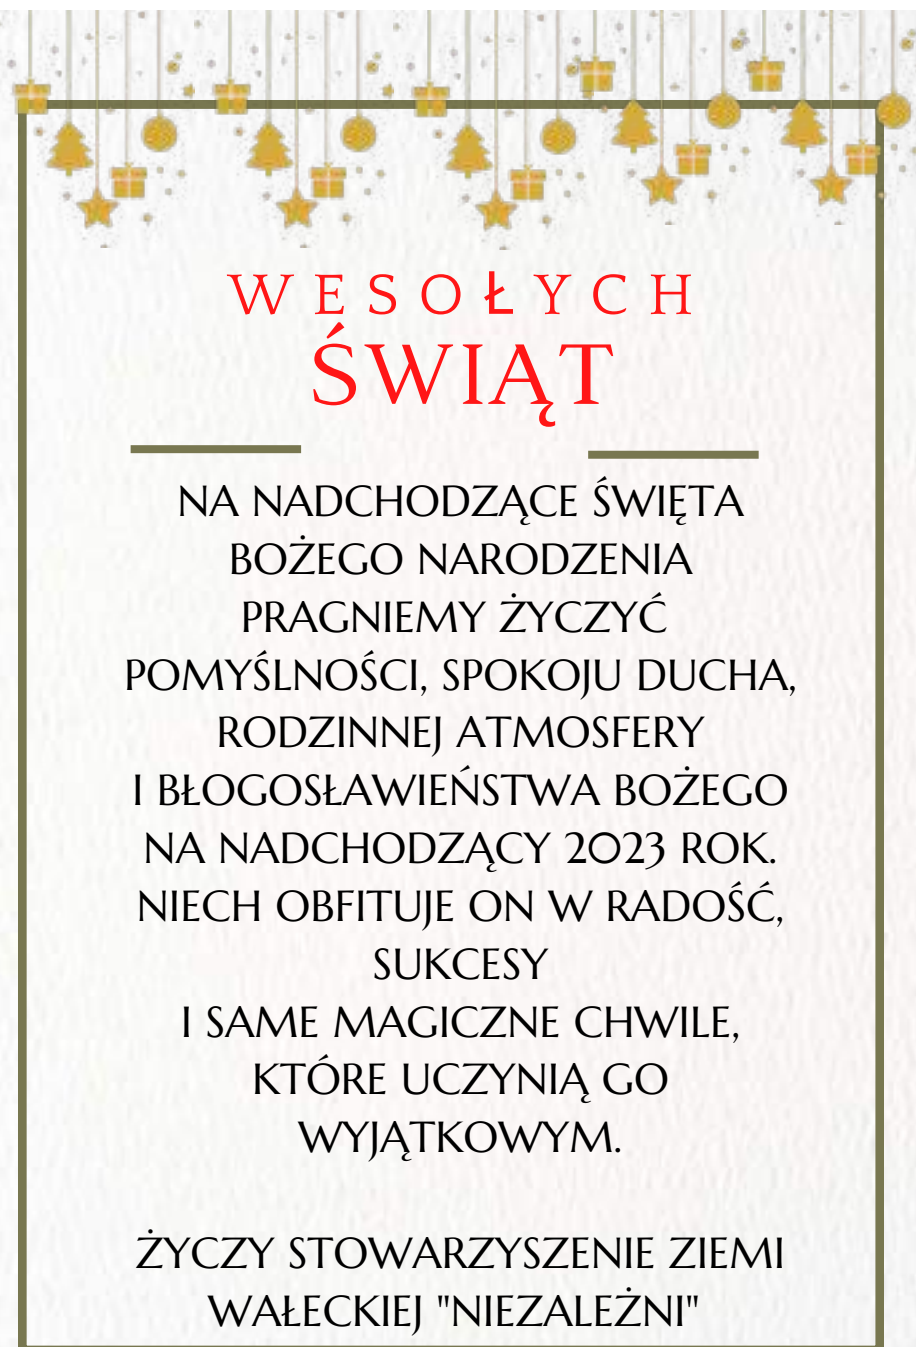 WESOŁYCH
ŚWIĄT
NA NADCHODZĄCE ŚWIĘTA
BOŻEGO NARODZENIA
PRAGNIEMY ŻYCZYĆ
POMYŚLNOŚCI, SPOKOJU DUCHA,
RODZINNEJ ATMOSFERY
I BŁOGOSŁAWIEŃSTWA BOŻEGO
NA NADCHODZĄCY 2023 ROK.
NIECH OBFITUJE ON W RADOŚĆ,
SUKCESY
I SAME MAGICZNE CHWILE,
KTÓRE UCZYNIĄ GO
WYJĄTKOWYM.
ŻYCZY STOWARZYSZENIE ZIEMI
WAŁECKIEJ "NIEZALEŻNI"